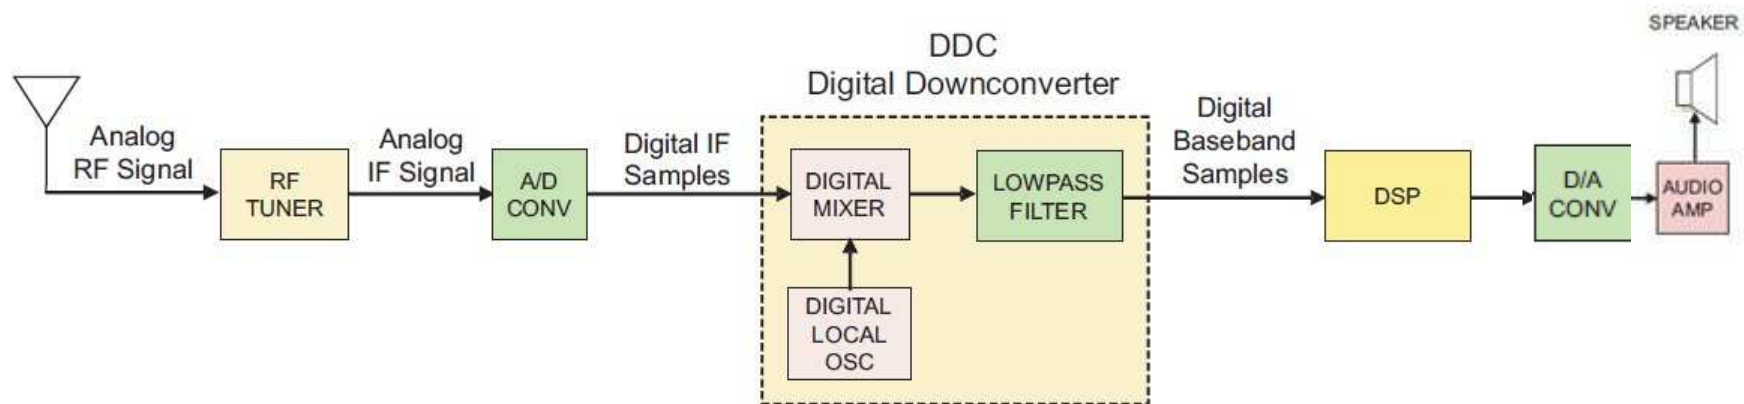 SPEAKER
DDC
Digital Downconverter
Analog
RF Signal
RF
TUNER
Analog
IF Signal
A/D
CONV
Digital IF
Samples
DIGITAL
MIXER
DIGITAL
LOCAL
OSC
LOWPASS
FILTER
Digital
Baseband
Samples
DSP
D/A
CONV
AUDIO
AMP